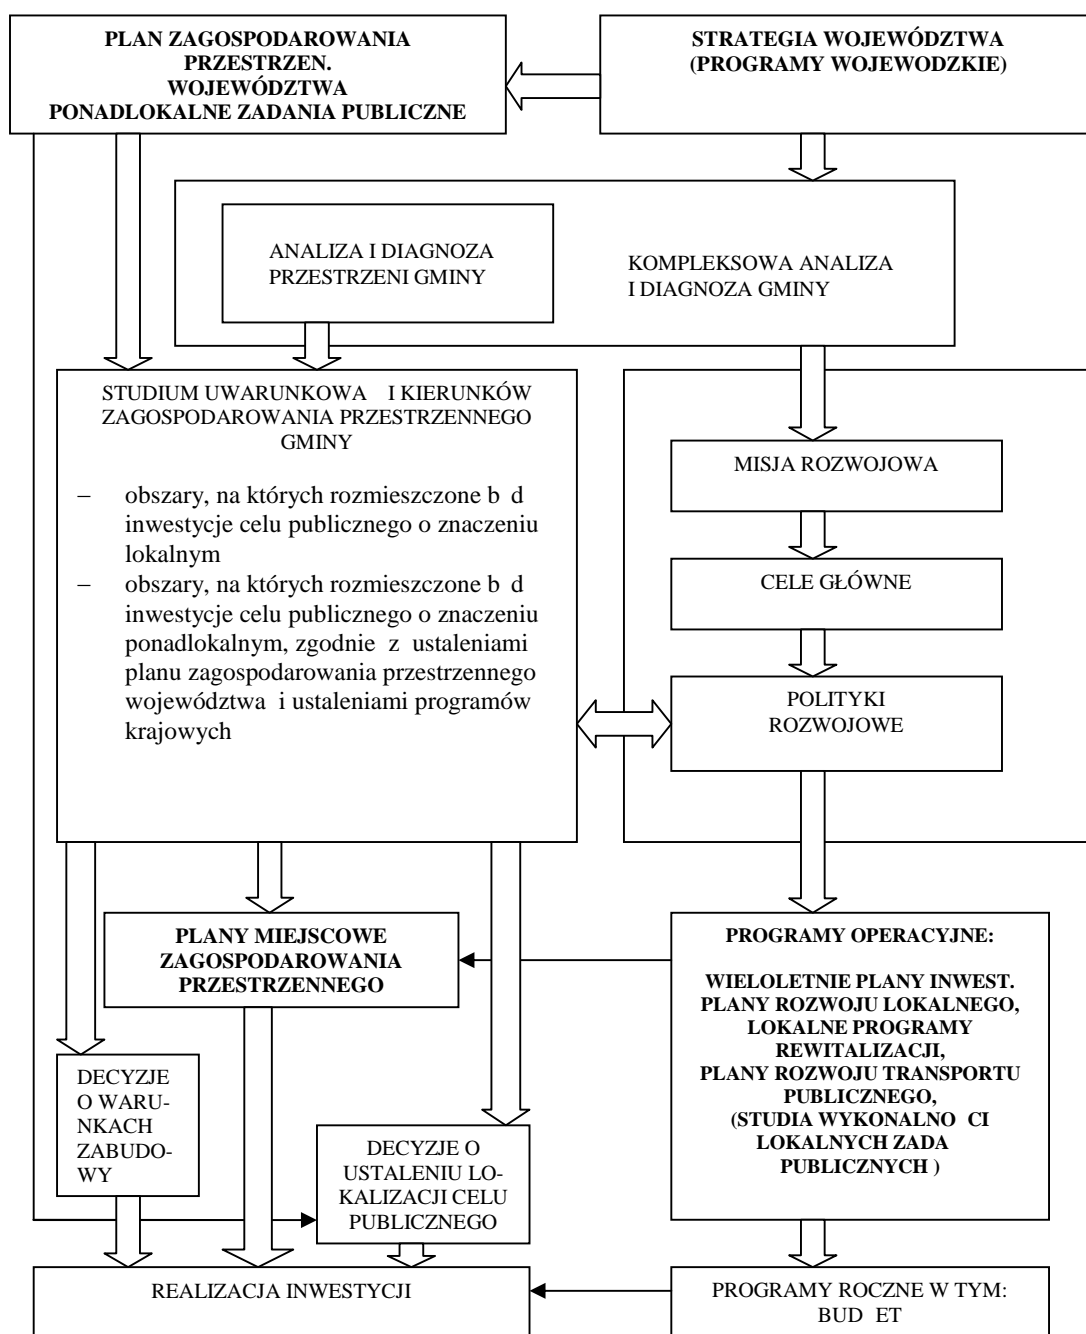 PLAN ZAGOSPODAROWANIA
PRZESTRZEN.
WOJEWÓDZTWA
PONADLOKALNE ZADANIA PUBLICZNE
STRATEGIA WOJEWÓDZTWA
(PROGRAMY WOJEWODZKIE)
ANALIZA I DIAGNOZA
PRZESTRZENI GMINY
KOMPLEKSOWA ANALIZA
I DIAGNOZA GMINY
STUDIUM UWARUNKOWA I KIERUNKÓW
ZAGOSPODAROWANIA PRZESTRZENNEGO
GMINY
– obszary, na których rozmieszczone b d
inwestycje celu publicznego o znaczeniu
lokalnym
– obszary, na których rozmieszczone b d
inwestycje celu publicznego o znaczeniu
ponadlokalnym, zgodnie z ustaleniami
planu zagospodarowania przestrzennego
województwa i ustaleniami programów
krajowych
MISJA ROZWOJOWA
CELE GŁÓWNE
POLITYKI
ROZWOJOWE
PLANY MIEJSCOWE
ZAGOSPODAROWANIA
PRZESTRZENNEGO
PROGRAMY OPERACYJNE:
WIELOLETNIE PLANY INWEST.
PLANY ROZWOJU LOKALNEGO,
LOKALNE PROGRAMY
REWITALIZACJI,
PLANY ROZWOJU TRANSPORTU
PUBLICZNEGO,
(STUDIA WYKONALNO CI
LOKALNYCH ZADA
PUBLICZNYCH )
DECYZJE
O WARU-
NKACH
ZABUDO-
WY
DECYZJE O
USTALENIU LO-
KALIZACJI CELU
PUBLICZNEGO
REALIZACJA INWESTYCJI
PROGRAMY ROCZNE W TYM:
BUD ET